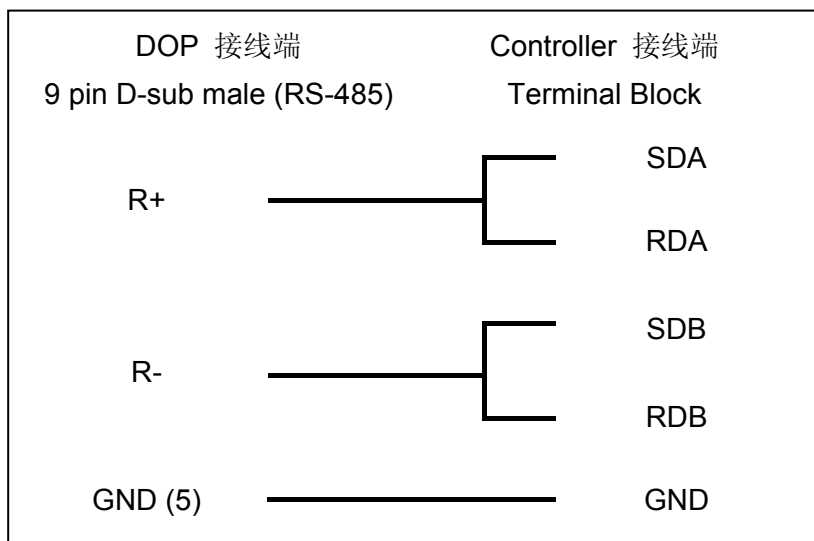 DOP 接线端 Controller 接线端
9 pin D-sub male (RS-485) Terminal Block
R+
SDA
RDA
R-
SDB
RDB
GND (5) GND